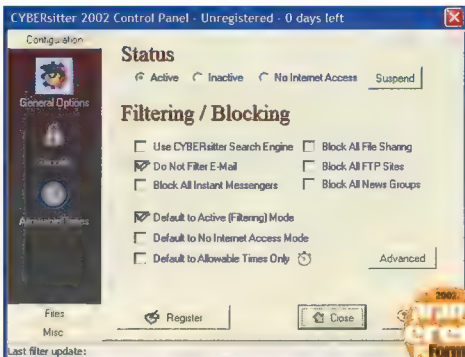 CYBERsitter 2002 Control Panel - Unregistered - 0 days left
Configuration
General Options
Allowable Times
Files
Misc
Status
Active Inactive No Internet Access Suspend
Filtering / Blocking
Use CYBERsitter Search Engine Block All File Sharing
Do Not Filter E-Mail Block All FTP Sites
Block All Instant Messengers Block All News Groups
Default to Active (Filtering) Mode
Default to No Internet Access Mode
Default to Allowable Times Only Advanced
Register Close
Last filter update:
2002.